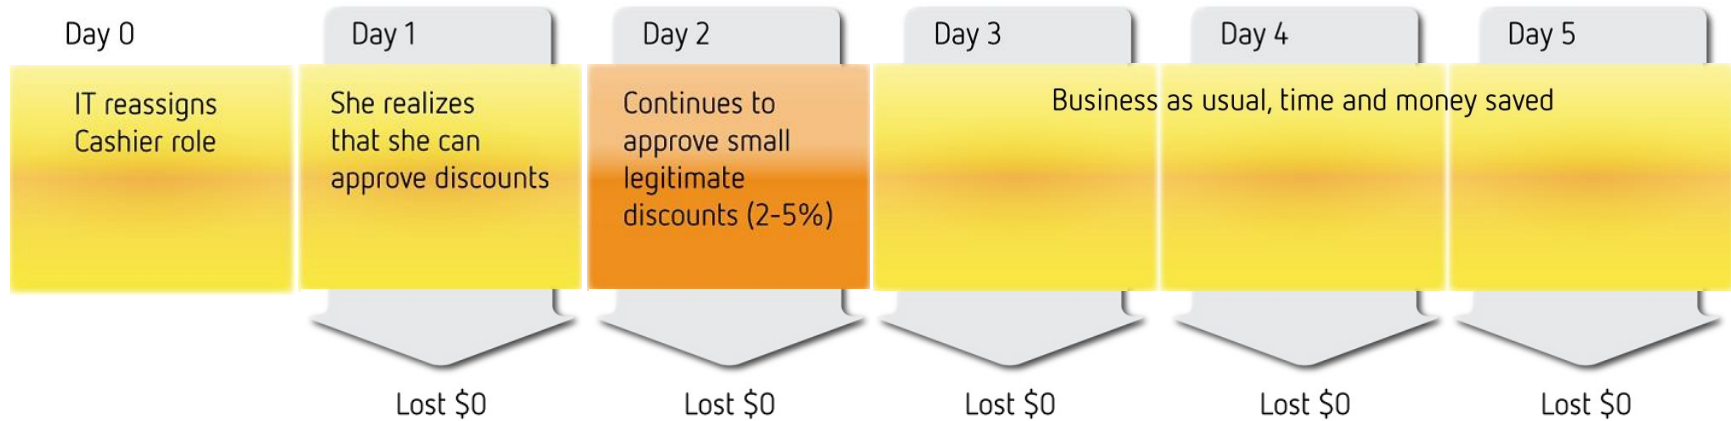 Day 0
Day 1
Day 2
Day 3
Day 4
Day 5
IT reassigns
Cashier role
She realizes
that she can
approve discounts
Continues to
approve small
legitimate
discounts (2-5%)
Business as usual, time and money saved
Lost $0
Lost $0
Lost $0
Lost $0
Lost $0